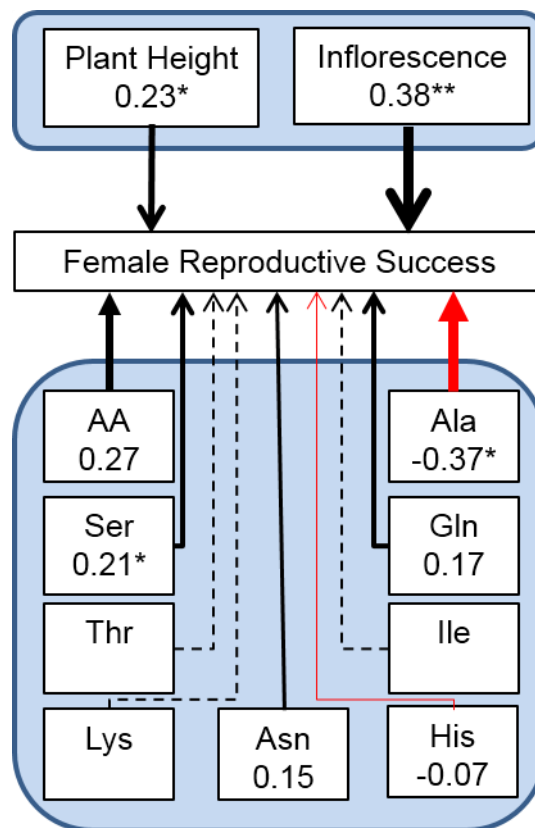 Plant Height
0.23*
Inflorescence
0.38**
Female Reproductive Success
AA
0.27
Ala
-0.37*
Ser
0.21*
Gln
0.17
Thr
Ile
Lys
Asn
0.15
His
-0.07